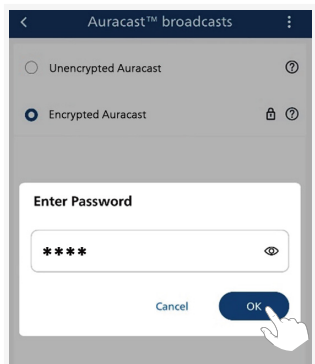 Auracast™ broadcasts
Unencrypted Auracast
Encrypted Auracast
Enter Password
****
Cancel OK